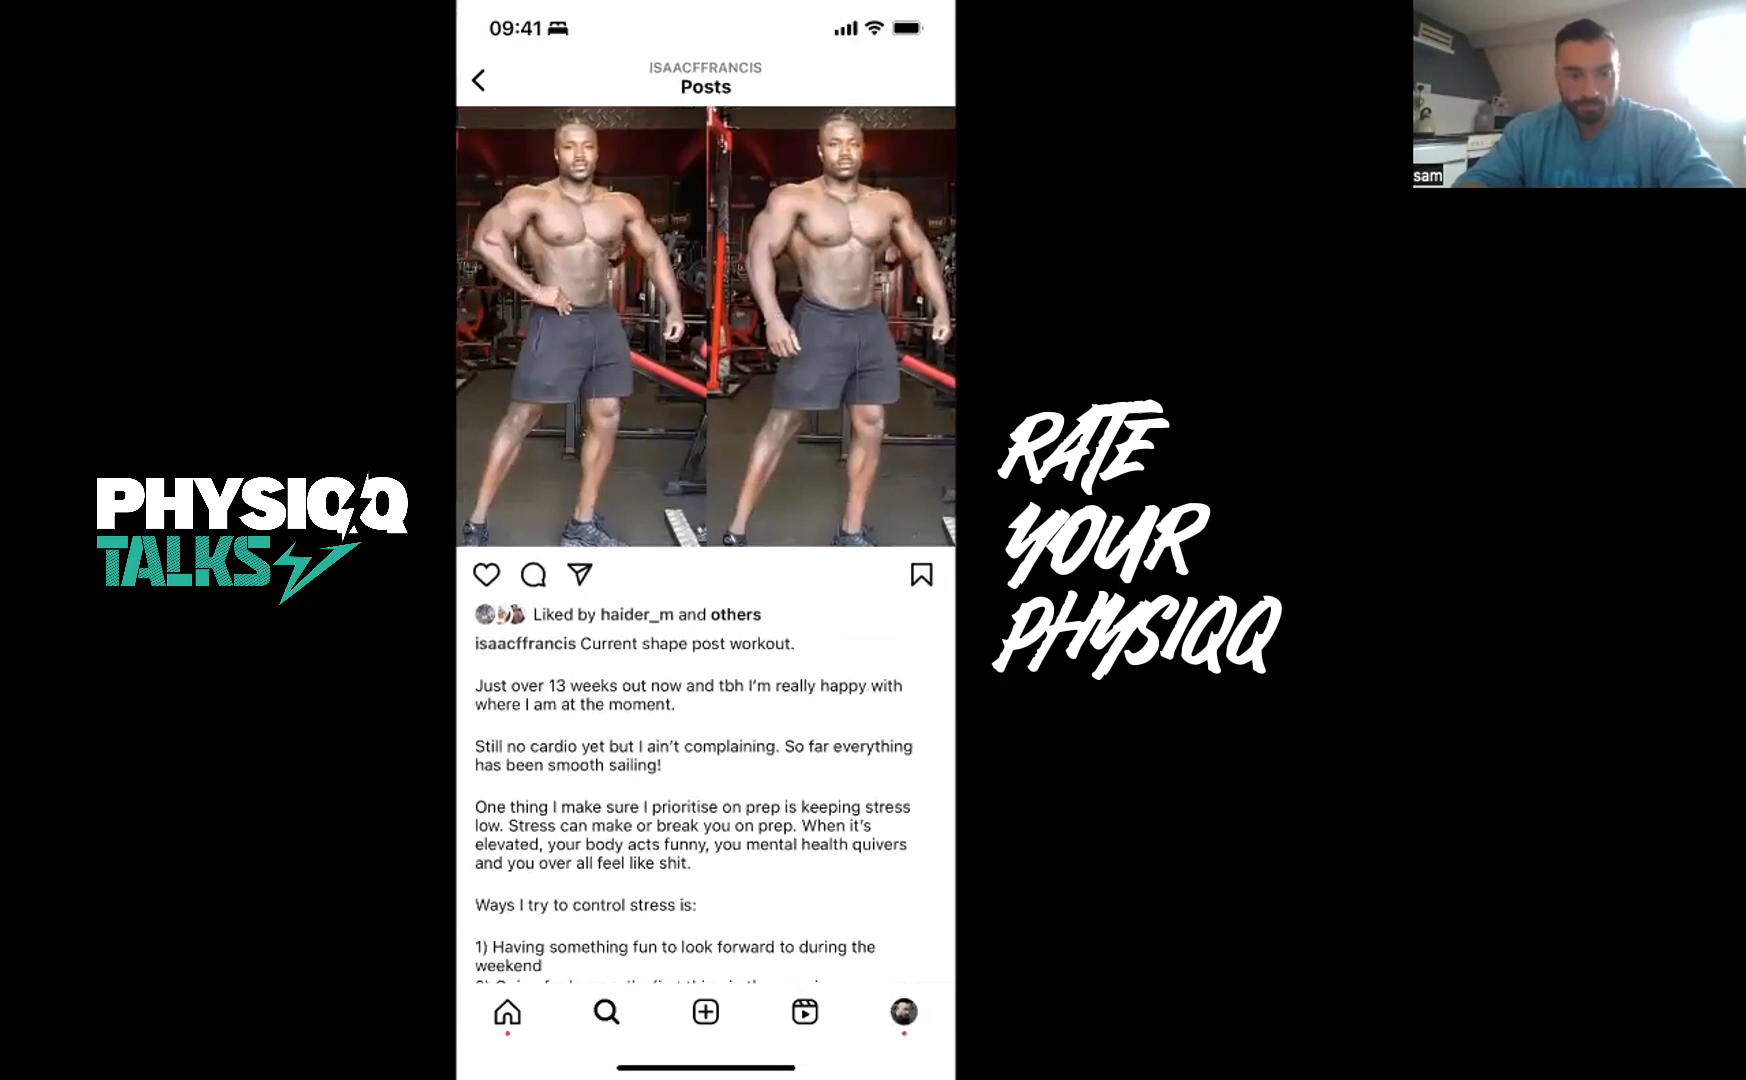 09:41
ISAACFFRANCIS
Posts
sam
PHYSIQQ
TALKS
RATE
YOUR
PHYSIQQ
Liked by haider_m and others
isaacffrancis Current shape post workout.
Just over 13 weeks out now and tbh I'm really happy with
where I am at the moment.
Still no cardio yet but I ain't complaining. So far everything
has been smooth sailing!
One thing I make sure I prioritise on prep is keeping stress
low. Stress can make or break you on prep. When it's
elevated, your body acts funny, you mental health quivers
and you over all feel like shit.
Ways I try to control stress is:
1) Having something fun to look forward to during the
weekend